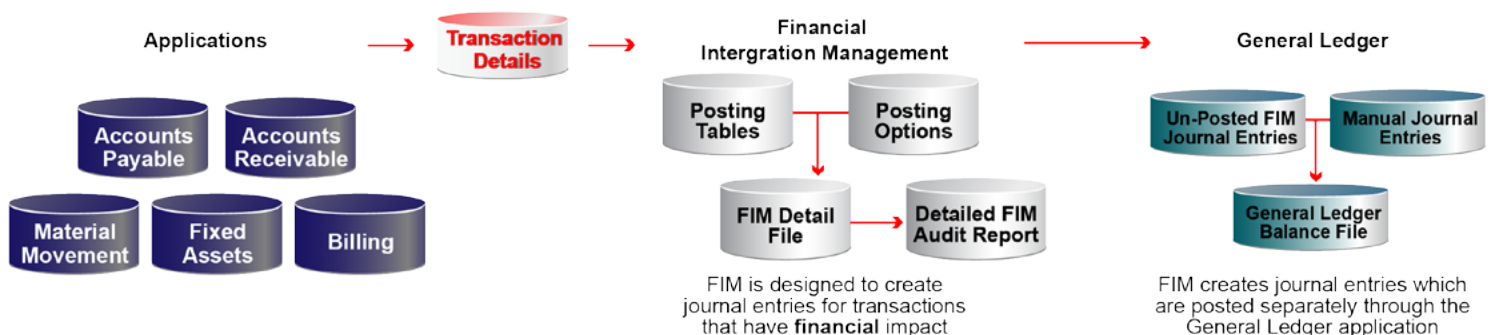 Applications
Transaction
Details
Financial
Intergration Management
General Ledger
Accounts
Payable
Accounts
Receivable
Material
Movement
Fixed
Assets
Billing
Posting
Tables
Posting
Options
FIM Detail
File
Detailed FIM
Audit Report
FIM is designed to create
journal entries for transactions
that have financial impact
Un-Posted FIM
Journal Entries
Manual Journal
Entries
General Ledger
Balance File
FIM creates journal entries which
are posted separately through the
General Ledger application